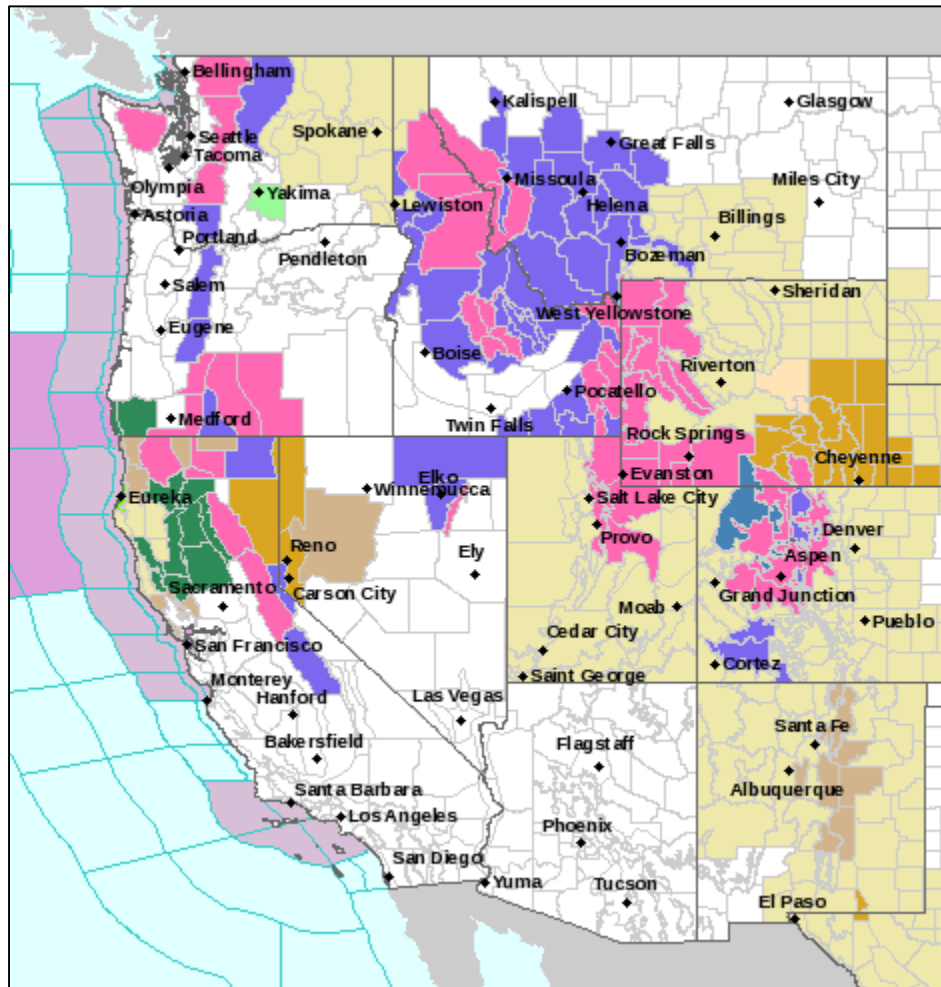 Bellingham
Kalispell
Glasgow
Seattle
Spokane
Great Falls
Tacoma
Olympia
Yakima
Missoula
Miles City
Astoria
Lewiston
Helena
Billings
Portland
Pendleton
Bozeman
Salem
Sheridan
West Yellowstone
Eugene
Boise
Riverton
Pocatello
Medford
Twin Falls
Rock Springs
Cheyenne
Elko
Evanston
Eureka
Winnemucca
Salt Lake City
Provo
Denver
Reno
Ely
Aspen
Sacramento
Carson City
Grand Junction
Moab
Pueblo
San Francisco
Cedar City
Cortez
Monterey
Saint George
Hanford
Las Vegas
Santa Fe
Bakersfield
Flagstaff
Albuquerque
Santa Barbara
Los Angeles
Phoenix
San Diego
Yuma
Tucson
El Paso